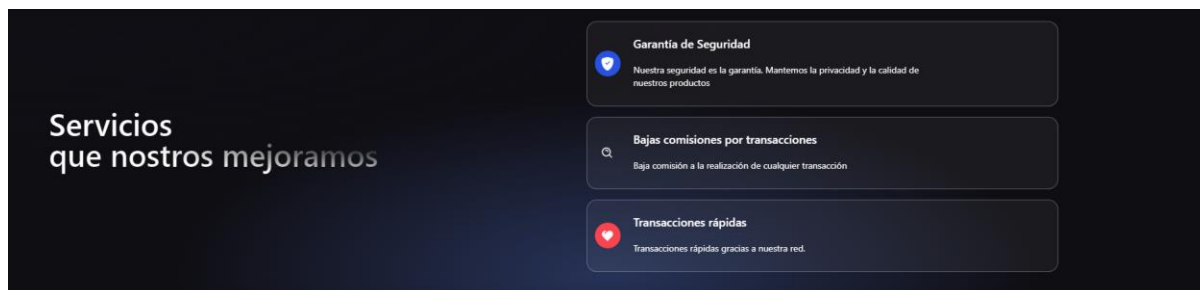 Servicios
que nostros mejoramos
Garantía de Seguridad
Nuestra seguridad es la garantía. Mantemos la privacidad y la calidad de
nuestros productos
Bajas comisiones por transacciones
Baja comisión a la realización de cualquier transacción
Transacciones rápidas
Transacciones rápidas gracias a nuestra red.